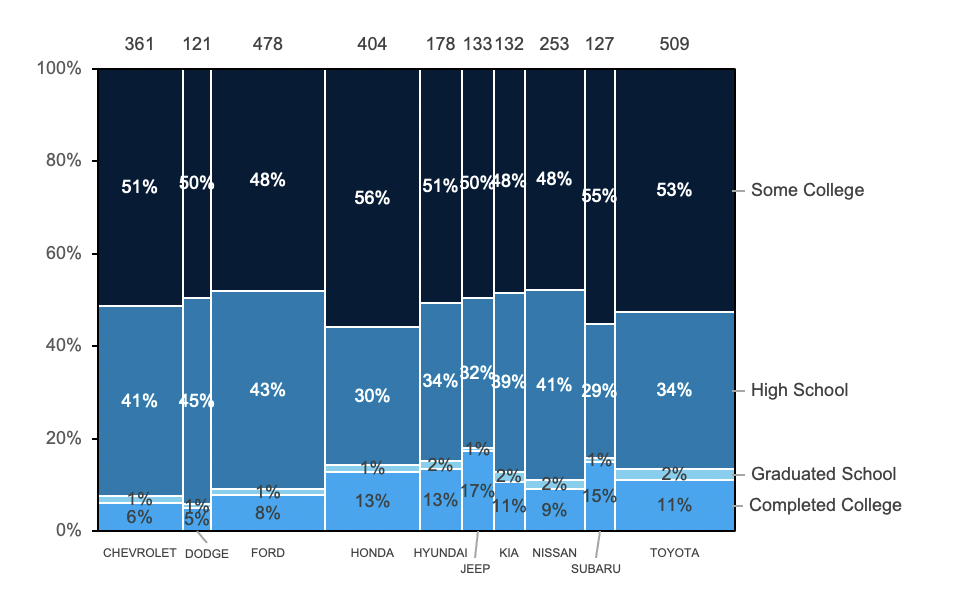 361 121 478 404 178 133 132 253 127 509
100%
80%
51% 50% 48% 56% 51% 50% 48% 48% 55% 53% Some College
60%
40%
41% 45% 43% 30% 34% 32% 39% 41% 29% 34% High School
20%
1% 1% 1% 1% 2% 1% 2% 2% 1% 2% Graduated School
6% 5% 8% 13% 13% 17% 11% 9% 15% 11% Completed College
0%
CHEVROLET DODGE FORD HONDA HYUNDAI KIA NISSAN TOYOTA
JEEP SUBARU